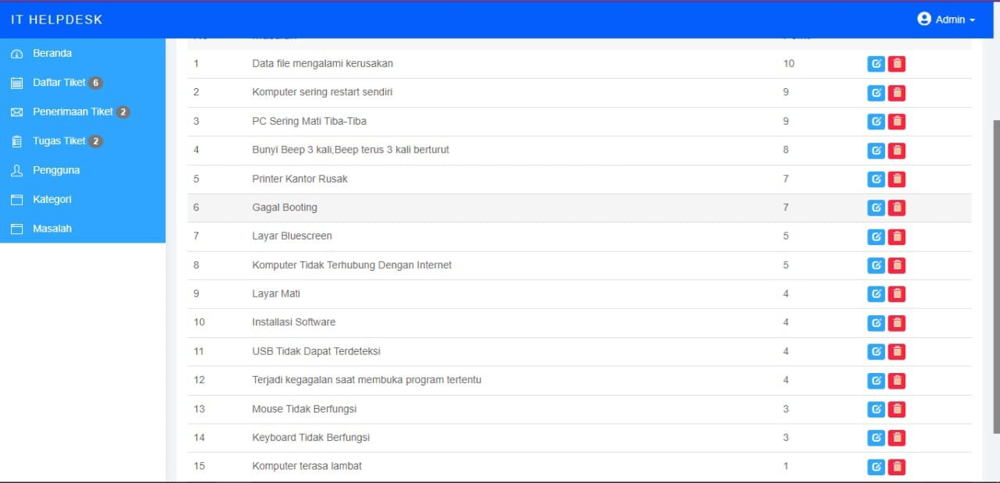 IT HELPDESK
Admin
Beranda
Daftar Tiket 6
Penerimaan Tiket 2
Tugas Tiket 2
Pengguna
Kategori
Masalah
1 Data file mengalami kerusakan 10
2 Komputer sering restart sendiri 9
3 PC Sering Mati Tiba-Tiba 9
4 Bunyi Beep 3 kali,Beep terus 3 kali berturut 8
5 Printer Kantor Rusak 7
6 Gagal Booting 7
7 Layar Bluescreen 5
8 Komputer Tidak Terhubung Dengan Internet 5
9 Layar Mati 4
10 Installasi Software 4
11 USB Tidak Dapat Terdeteksi 4
12 Terjadi kegagalan saat membuka program tertentu 4
13 Mouse Tidak Berfungsi 3
14 Keyboard Tidak Berfungsi 3
15 Komputer terasa lambat 1